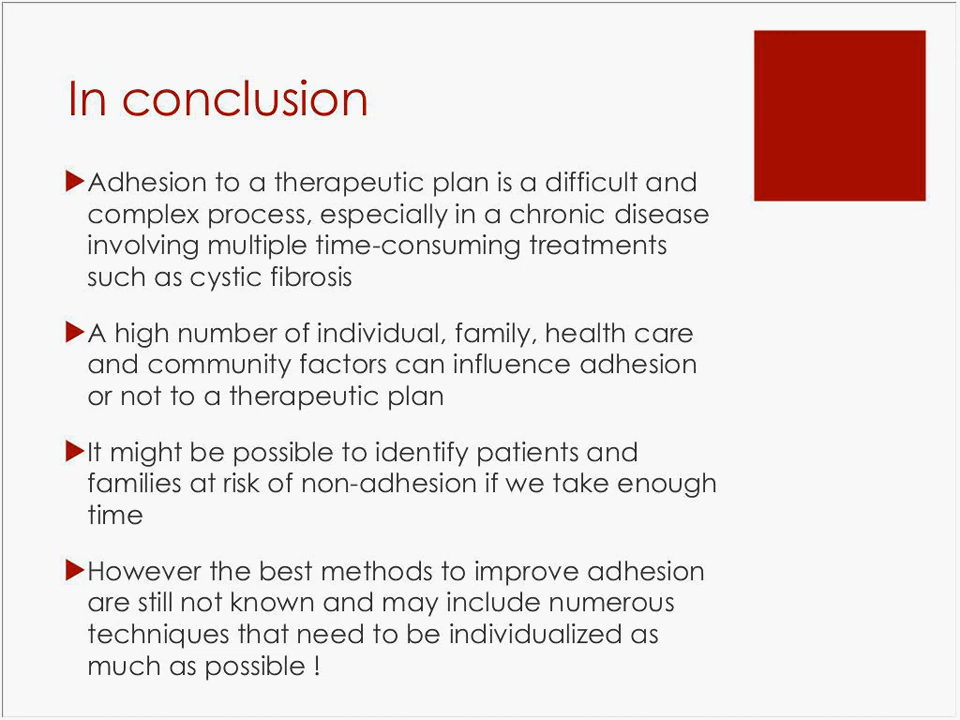 In conclusion
Adhesion to a therapeutic plan is a difficult and
complex process, especially in a chronic disease
involving multiple time-consuming treatments
such as cystic fibrosis
A high number of individual, family, health care
and community factors can influence adhesion
or not to a therapeutic plan
It might be possible to identify patients and
families at risk of non-adhesion if we take enough
time
However the best methods to improve adhesion
are still not known and may include numerous
techniques that need to be individualized as
much as possible !